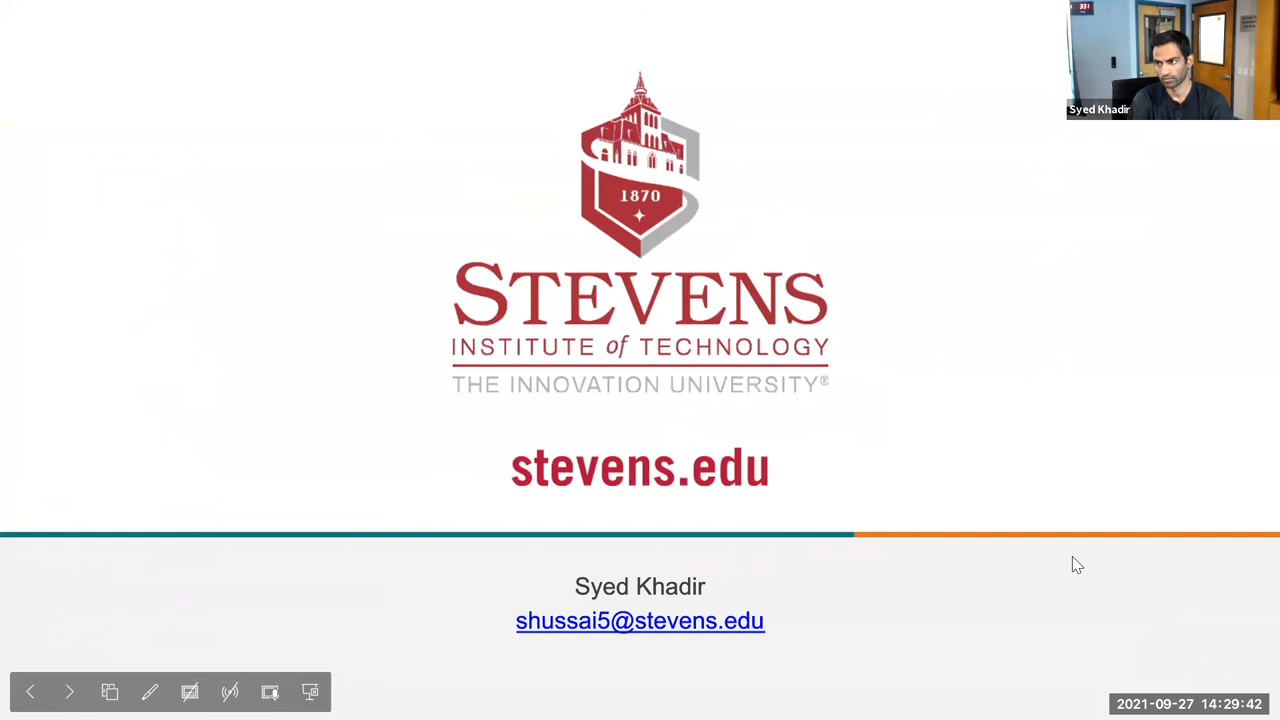 Syed Khadir
1870
STEVENS
INSTITUTE of TECHNOLOGY
THE INNOVATION UNIVERSITY®
stevens.edu
Syed Khadir
shussai5@stevens.edu
2021-09-27 14:29:42